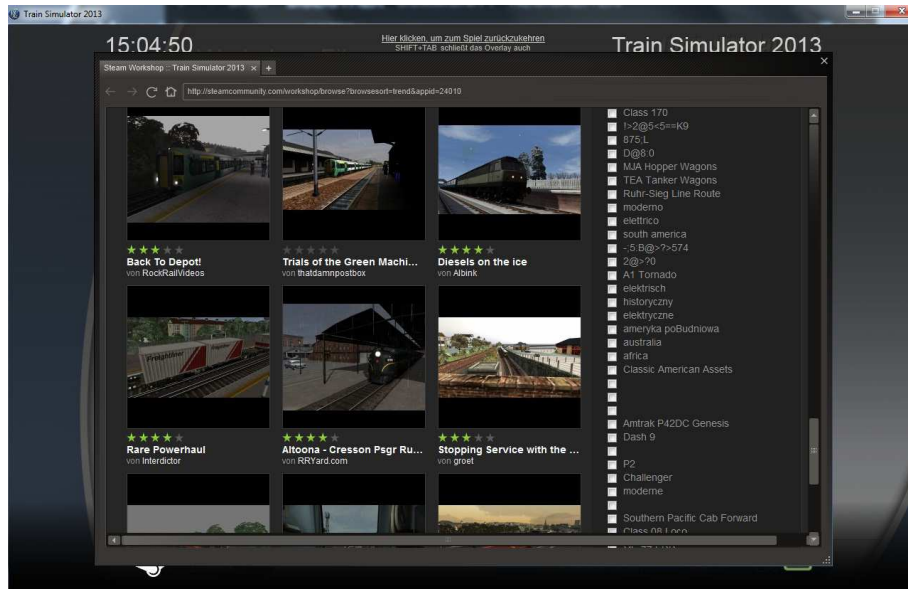 Train Simulator 2013
15:04:50
Hier klicken, um zum Spiel zurückzukehren
SHIFT+TAB schließt das Overlay auch
Train Simulator 2013
Steam Workshop :: Train Simulator 2013
http://steamcommunity.com/workshop/browse?browsesort=trend&appid=24010
Back To Depot!
von RockRailVideos
Trials of the Green Machi...
von thatdamnpostbox
Diesels on the ice
von Albink
Freightliner
Rare Powerhaul
von Interdictor
Altoona - Cresson Psgr Ru...
von RRYard.com
Stopping Service with the ...
von groet
Class 170
!>2@5<5==K9
875;L
D@8:0
MJA Hopper Wagons
TEA Tanker Wagons
Ruhr-Sieg Line Route
moderno
elettrico
south america
-;5:B@>?>574
2@>?0
A1 Tornado
elektrisch
historyczny
elektryczne
ameryka poBudniowa
australia
africa
Classic American Assets
Amtrak P42DC Genesis
Dash 9
P2
Challenger
moderne
Southern Pacific Cab Forward
Class 08 Loco